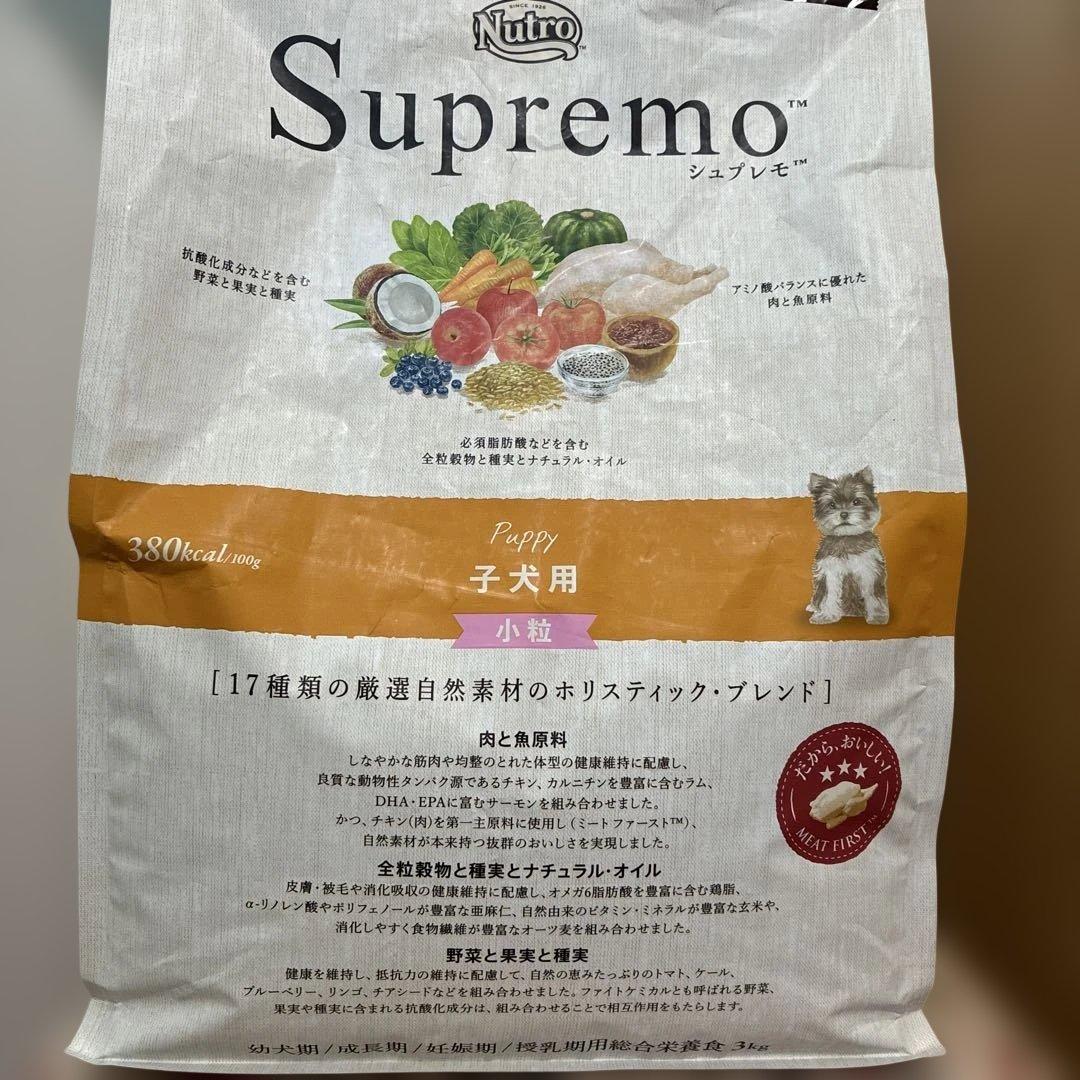 SINCE 1926
Nutro™
Supremo™
シュプレモ™
抗酸化成分などを含む
野菜と果実と種実
アミノ酸バランスに優れた
肉と魚原料
必須脂肪酸などを含む
全粒穀物と種実とナチュラル・オイル
380kcal/100g
Puppy
子犬用
小粒
[17種類の厳選自然素材のホリスティック・ブレンド]
肉と魚原料
しなやかな筋肉や均整のとれた体型の健康維持に配慮し、
良質な動物性タンパク源であるチキン、カルニチンを豊富に含むラム、
DHA・EPAに富むサーモンを組み合わせました。
かつ、チキン(肉)を第一主原料に使用し(ミートファースト™)、
自然素材が本来持つ抜群のおいしさを実現しました。
だから、おいしい!
MEAT FIRST™
全粒穀物と種実とナチュラル・オイル
皮膚・被毛や消化吸収の健康維持に配慮し、オメガ6脂肪酸を豊富に含む鶏脂、
α-リノレン酸やポリフェノールが豊富な亜麻仁、自然由来のビタミン・ミネラルが豊富な玄米や、
消化しやすく食物繊維が豊富なオーツ麦を組み合わせました。
野菜と果実と種実
健康を維持し、抵抗力の維持に配慮して、自然の恵みたっぷりのトマト、ケール、
ブルーベリー、リンゴ、チアシードなどを組み合わせました。ファイトケミカルとも呼ばれる野菜、
果実や種実に含まれる抗酸化成分は、組み合わせることで相互作用をもたらします。
幼犬期/成長期/妊娠期/授乳期用総合栄養食 3kg